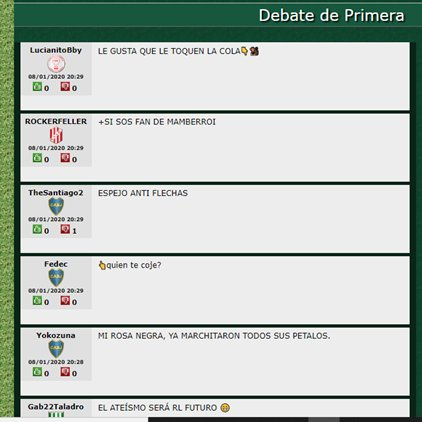 Debate de Primera
LucianitoBby
LE GUSTA QUE LE TOQUEN LA COLA
08/01/2020 20:29
0 0
ROCKERFELLER
+SI SOS FAN DE MAMBERROI
08/01/2020 20:29
0 0
TheSantiago2
ESPEJO ANTI FLECHAS
CABJ
08/01/2020 20:29
0 1
Fedec
quien te coje?
CABJ
08/01/2020 20:29
0 0
Yokozuna
MI ROSA NEGRA, YA MARCHITARON TODOS SUS PETALOS.
CABJ
08/01/2020 20:28
0 0
Gab22Taladro
EL ATEÍSMO SERÁ RL FUTURO